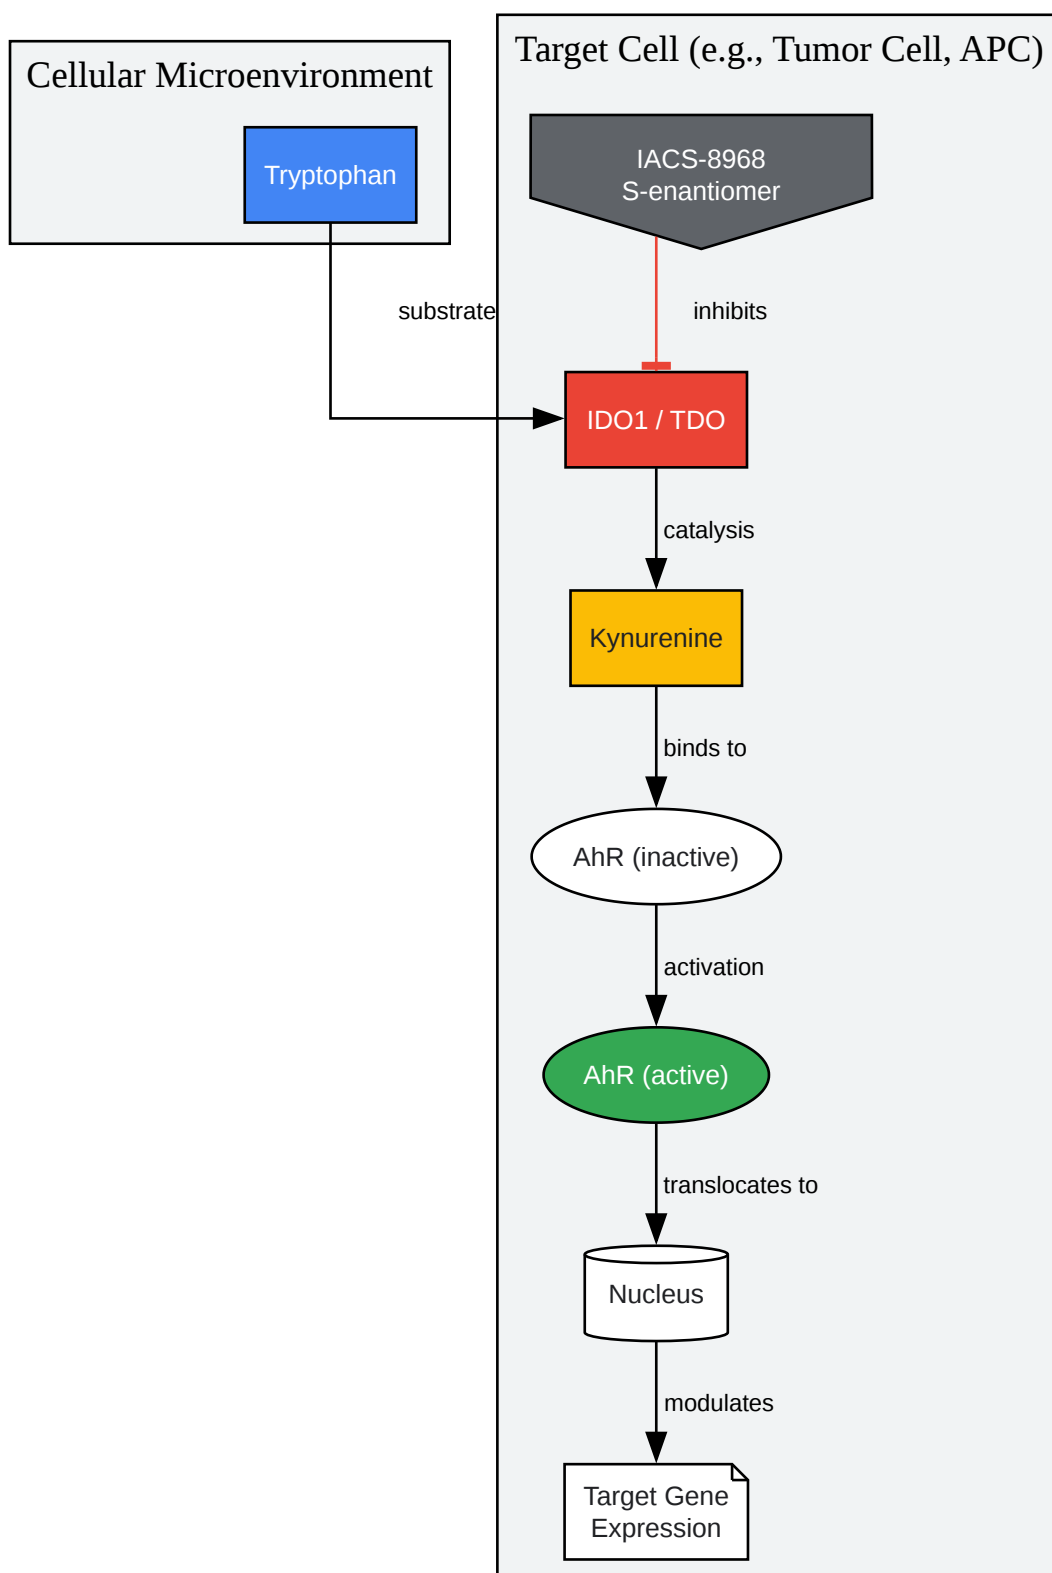 Cellular Microenvironment
Target Cell (e.g., Tumor Cell, APC)
Tryptophan
IACS-8968
S-enantiomer
substrate
inhibits
IDO1 / TDO
catalysis
Kynurenine
binds to
AhR (inactive)
activation
AhR (active)
translocates to
Nucleus
modulates
Target Gene
Expression